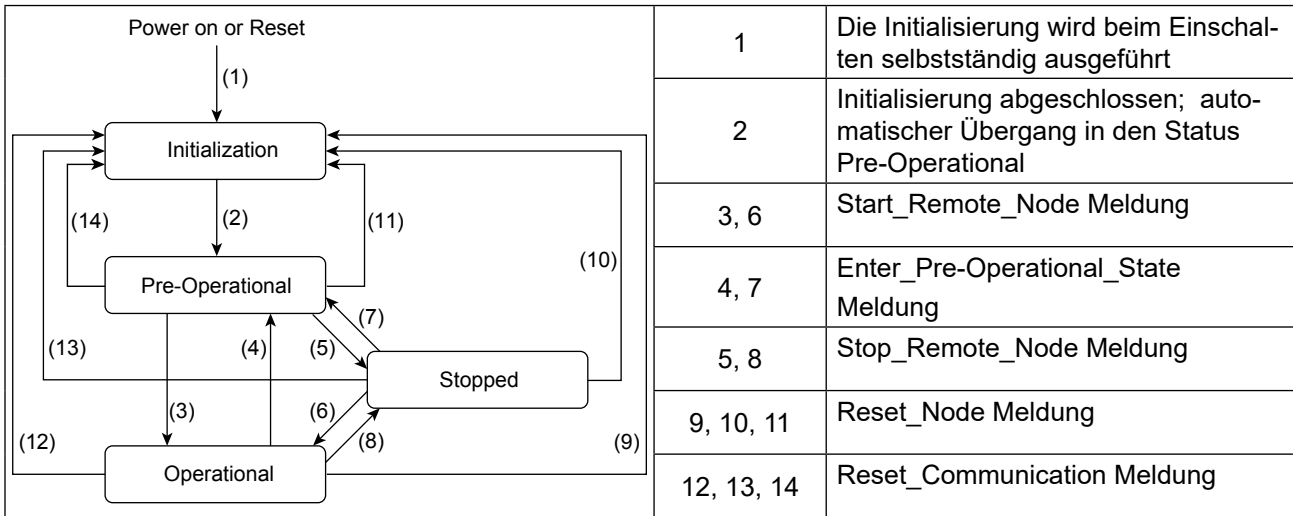 Power on or Reset
(1)
Initialization
(14)
(2)
(11)
(10)
Pre-Operational
(7)
(13)
(4)
(5)
Stopped
(3)
(6)
(12)
(8)
(9)
Operational
1
Die Initialisierung wird beim Einschal-
ten selbstständig ausgeführt
2
Initialisierung abgeschlossen; auto-
matischer Übergang in den Status
Pre-Operational
3, 6
Start_Remote_Node Meldung
4, 7
Enter_Pre-Operational_State
Meldung
5, 8
Stop_Remote_Node Meldung
9, 10, 11
Reset_Node Meldung
12, 13, 14
Reset_Communication Meldung